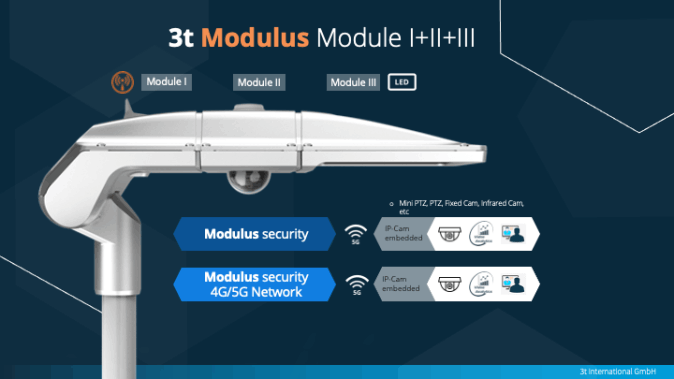 3t Modulus Module I+II+III
Module I
Module II
Module III
LED
○ Mini PTZ, PTZ, Fixed Cam, Infrared Cam,
etc
Modulus security
5G
IP-Cam
embedded
Modulus security
4G/5G Network
5G
IP-Cam
embedded
3t International GmbH